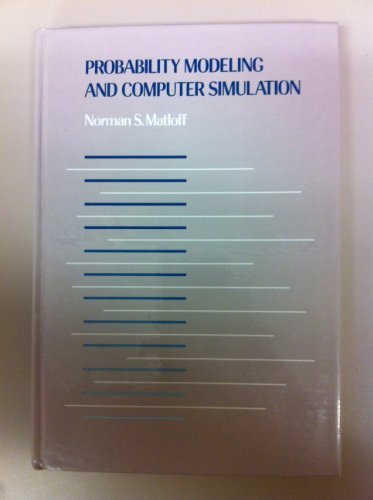 PROBABILITY MODELING
AND COMPUTER SIMULATION
Norman S. Matloff